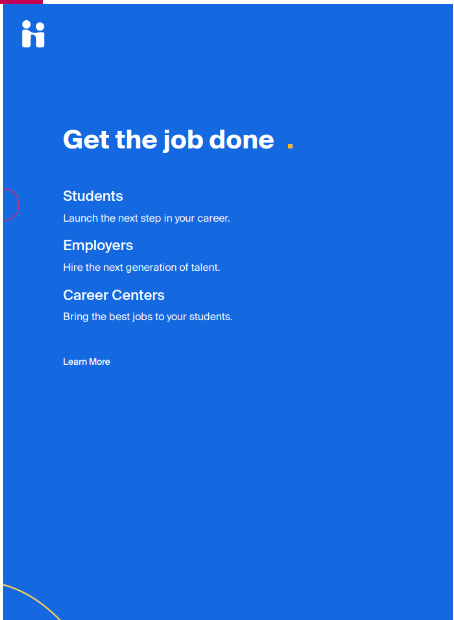 Get the job done .
Students
Launch the next step in your career.
Employers
Hire the next generation of talent.
Career Centers
Bring the best jobs to your students.
Learn More